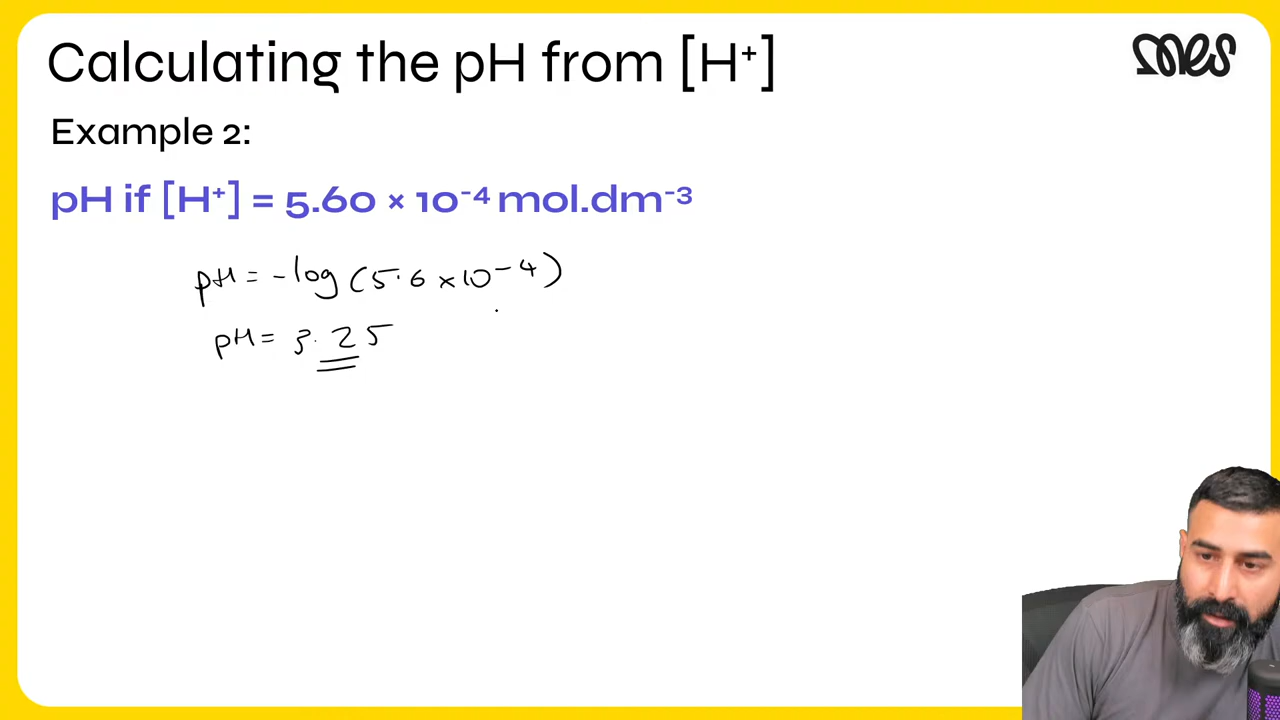 Calculating the pH from [H⁺]
Example 2:
pH if [H⁺] = 5.60 × 10⁻⁴ mol.dm⁻³
pH = -log (5.6 × 10⁻⁴)
pH = 3.25